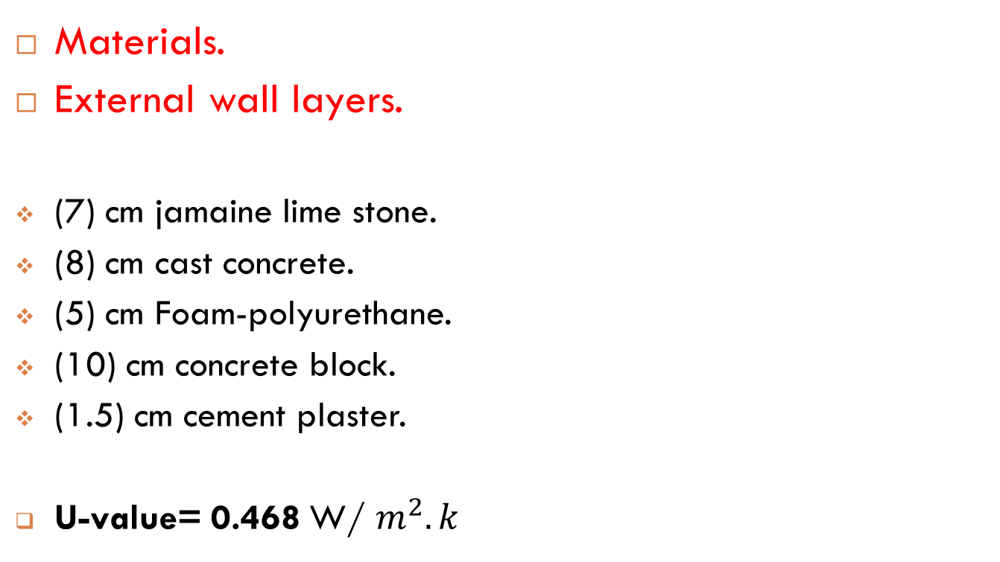 Materials.
External wall layers.
(7) cm jamaine lime stone.
(8) cm cast concrete.
(5) cm Foam-polyurethane.
(10) cm concrete block.
(1.5) cm cement plaster.
U-value= 0.468 W/ m².k